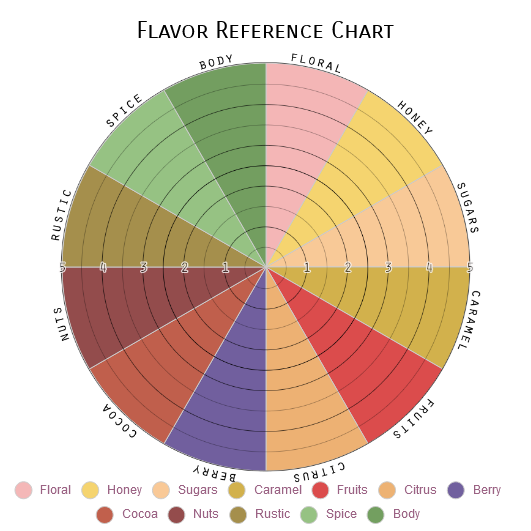 Flavor Reference Chart
BODY
FLORAL
SPICE
HONEY
RUSTIC
SUGARS
5 4 3 2 1 1 2 3 4 5
NUTS
CARAMEL
COCOA
FRUITS
BERRY
CITRUS
Floral Honey Sugars Caramel Fruits Citrus Berry
Cocoa Nuts Rustic Spice Body